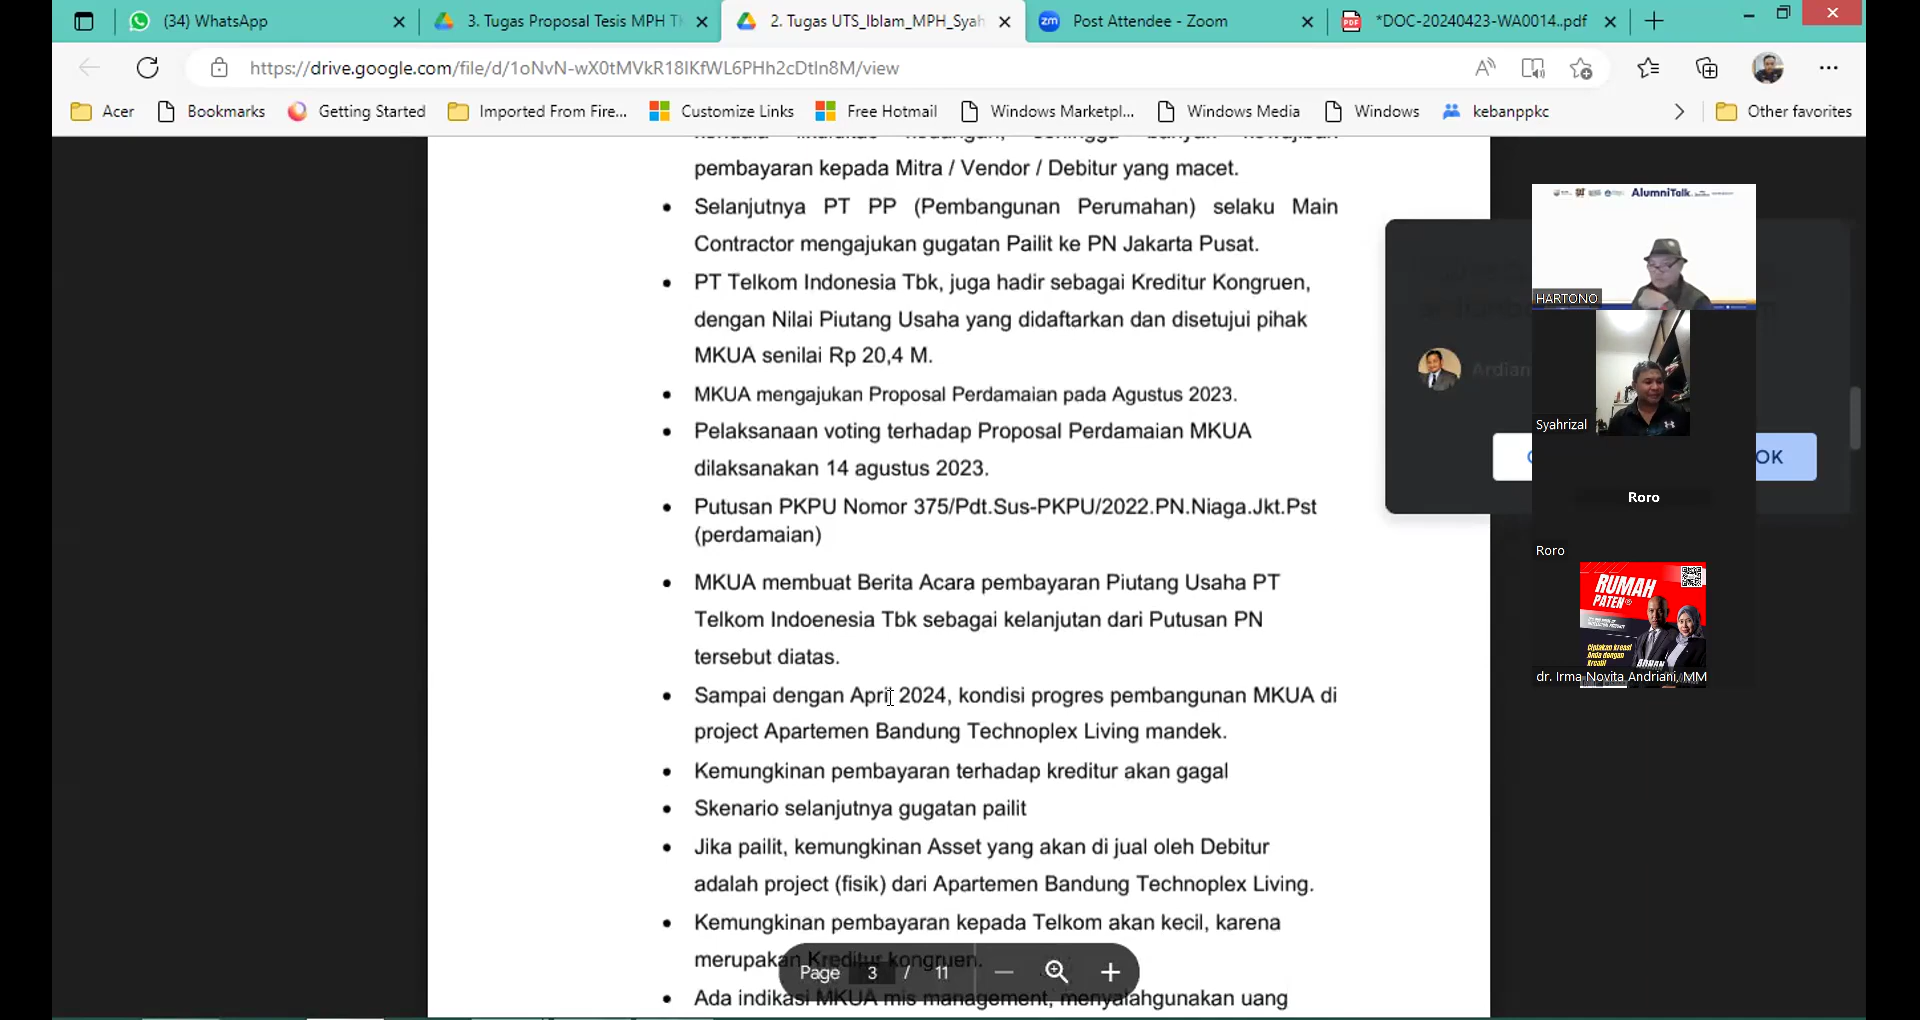 (34) WhatsApp
3. Tugas Proposal Tesis MPH
2. Tugas UTS_Iblam_MPH_Syah
Post Attendee - Zoom
*DOC-20240423-WA0014..pdf
https://drive.google.com/file/d/1oNvN-wX0tMVkR18IKfWL6PHh2cDtIn8M/view
Acer
Bookmarks
Getting Started
Imported From Fire...
Customize Links
Free Hotmail
Windows Marketpl...
Windows Media
Windows
kebanppkc
Other favorites
pembayaran kepada Mitra / Vendor / Debitur yang macet.
• Selanjutnya PT PP (Pembangunan Perumahan) selaku Main
Contractor mengajukan gugatan Pailit ke PN Jakarta Pusat.
• PT Telkom Indonesia Tbk, juga hadir sebagai Kreditur Kongruen,
dengan Nilai Piutang Usaha yang didaftarkan dan disetujui pihak
MKUA senilai Rp 20,4 M.
• MKUA mengajukan Proposal Perdamaian pada Agustus 2023.
• Pelaksanaan voting terhadap Proposal Perdamaian MKUA
dilaksanakan 14 agustus 2023.
• Putusan PKPU Nomor 375/Pdt.Sus-PKPU/2022.PN.Niaga.Jkt.Pst
(perdamaian)
• MKUA membuat Berita Acara pembayaran Piutang Usaha PT
Telkom Indoenesia Tbk sebagai kelanjutan dari Putusan PN
tersebut diatas.
• Sampai dengan April 2024, kondisi progres pembangunan MKUA di
project Apartemen Bandung Technoplex Living mandek.
• Kemungkinan pembayaran terhadap kreditur akan gagal
• Skenario selanjutnya gugatan pailit
• Jika pailit, kemungkinan Asset yang akan di jual oleh Debitur
adalah project (fisik) dari Apartemen Bandung Technoplex Living.
• Kemungkinan pembayaran kepada Telkom akan kecil, karena
merupakan Kreditur kongruen.
• Ada indikasi MKUA mis management, menyalahgunakan uang
Page 3 / 11
AlumniTalk
HARTONO
Ardian
Syahrizal
OK
Roro
Roro
RUMAH
PATEN®
Ciptakan kreasi
Anda dengan
Kreatif
dr. Irma Novita Andriani, MM